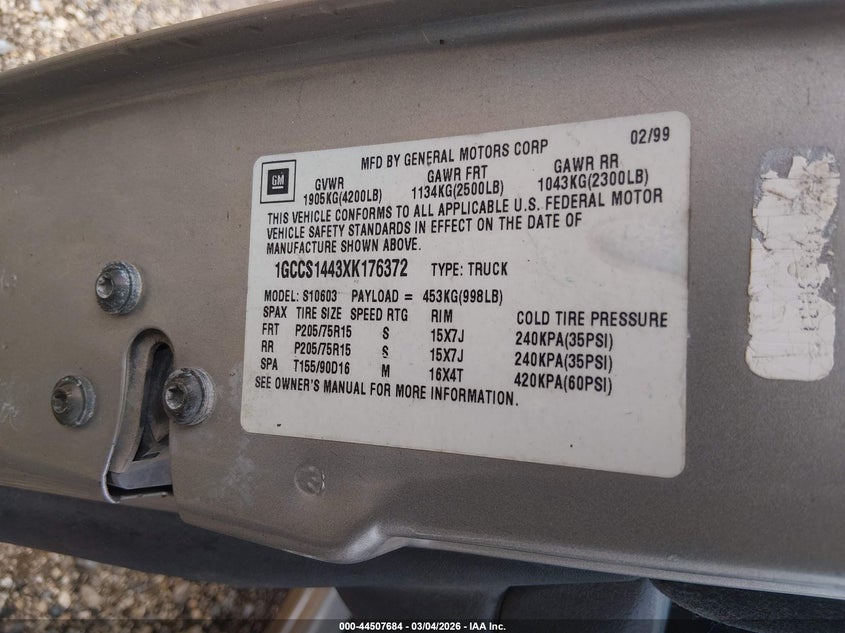 02/99
MFD BY GENERAL MOTORS CORP
GM
GVWR GAWR FRT GAWR RR
1905KG(4200LB) 1134KG(2500LB) 1043KG(2300LB)
THIS VEHICLE CONFORMS TO ALL APPLICABLE U.S. FEDERAL MOTOR
VEHICLE SAFETY STANDARDS IN EFFECT ON THE DATE OF
MANUFACTURE SHOWN ABOVE.
1GCCS1443XK176372 TYPE: TRUCK
MODEL: S10603 PAYLOAD = 453KG(998LB)
SPAX TIRE SIZE SPEED RTG RIM COLD TIRE PRESSURE
FRT P205/75R15 S 15X7J 240KPA(35PSI)
RR P205/75R15 S 15X7J 240KPA(35PSI)
SPA T155/90D16 M 16X4T 420KPA(60PSI)
SEE OWNER'S MANUAL FOR MORE INFORMATION.
000-44507684 - 03/04/2026 - IAA Inc.